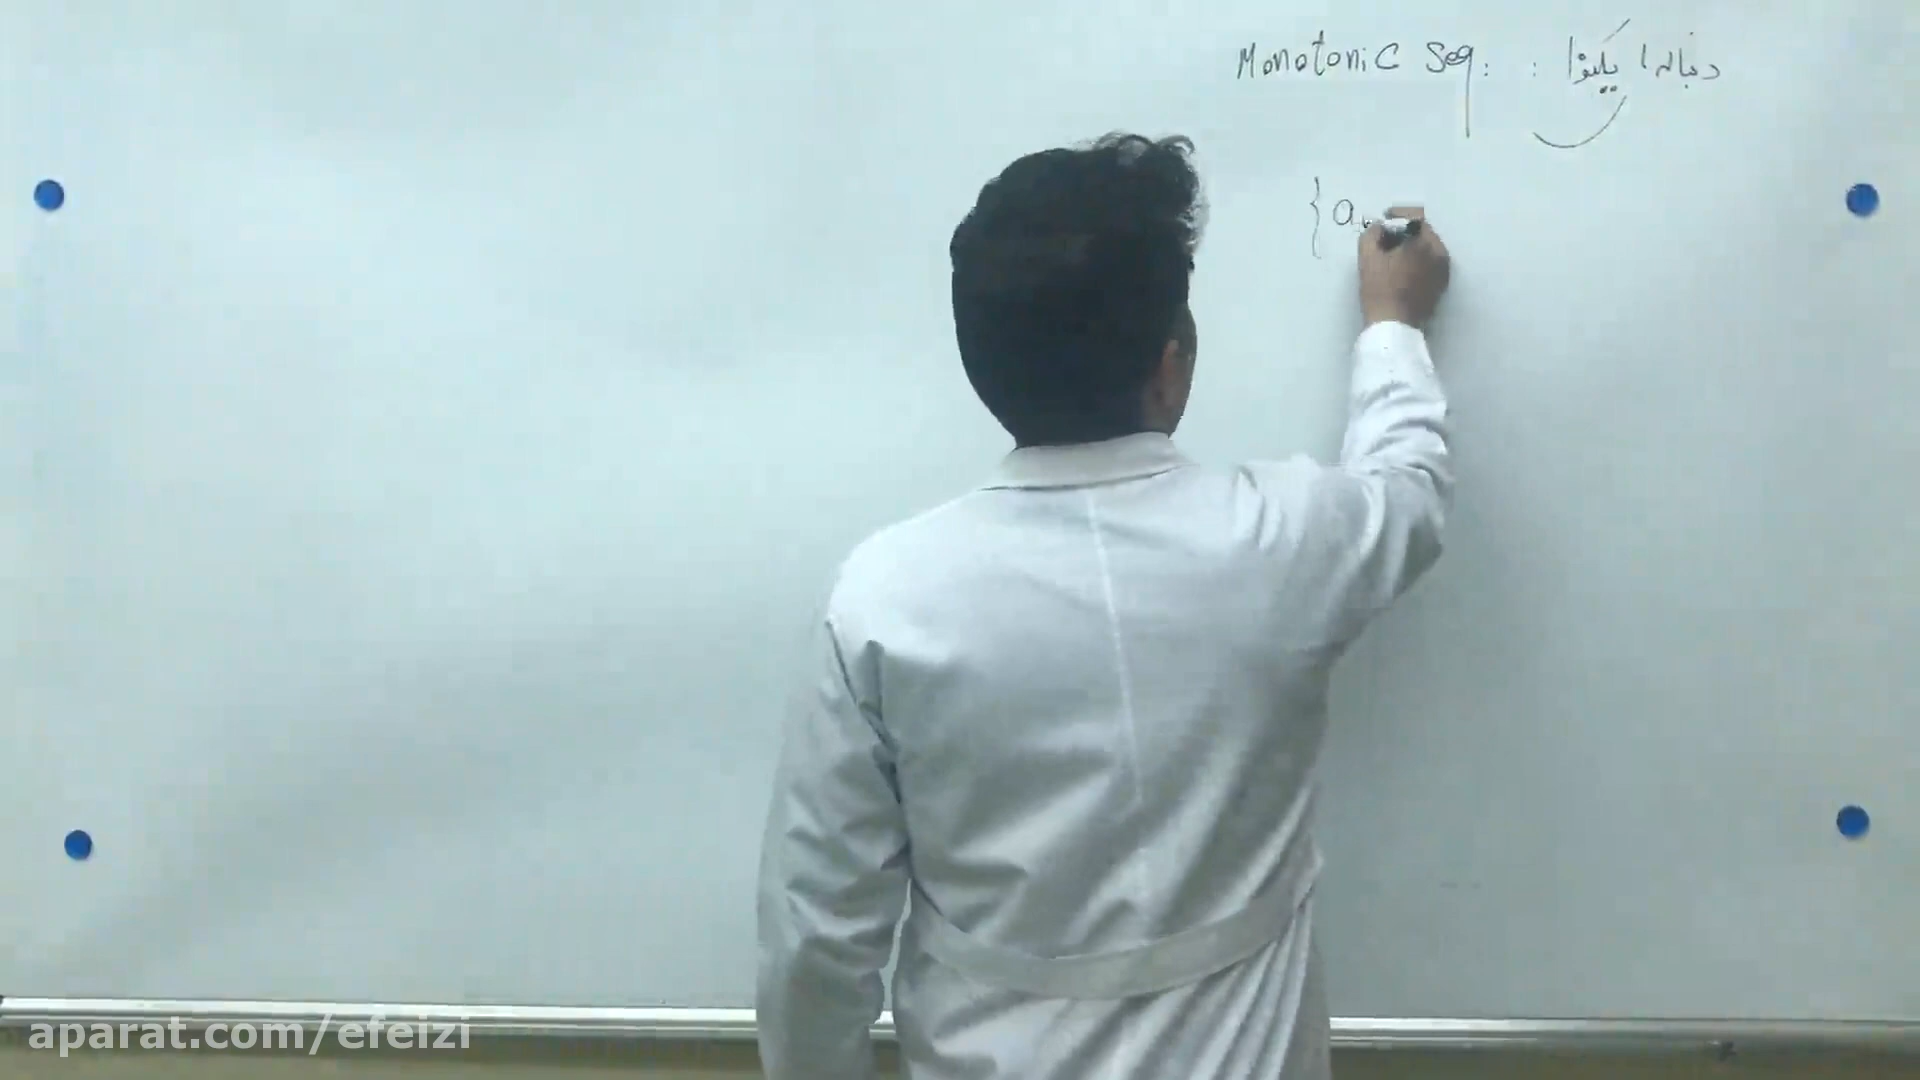 دنباله یکنوا : : Monotonic Seq
{a
aparat.com/efeizi